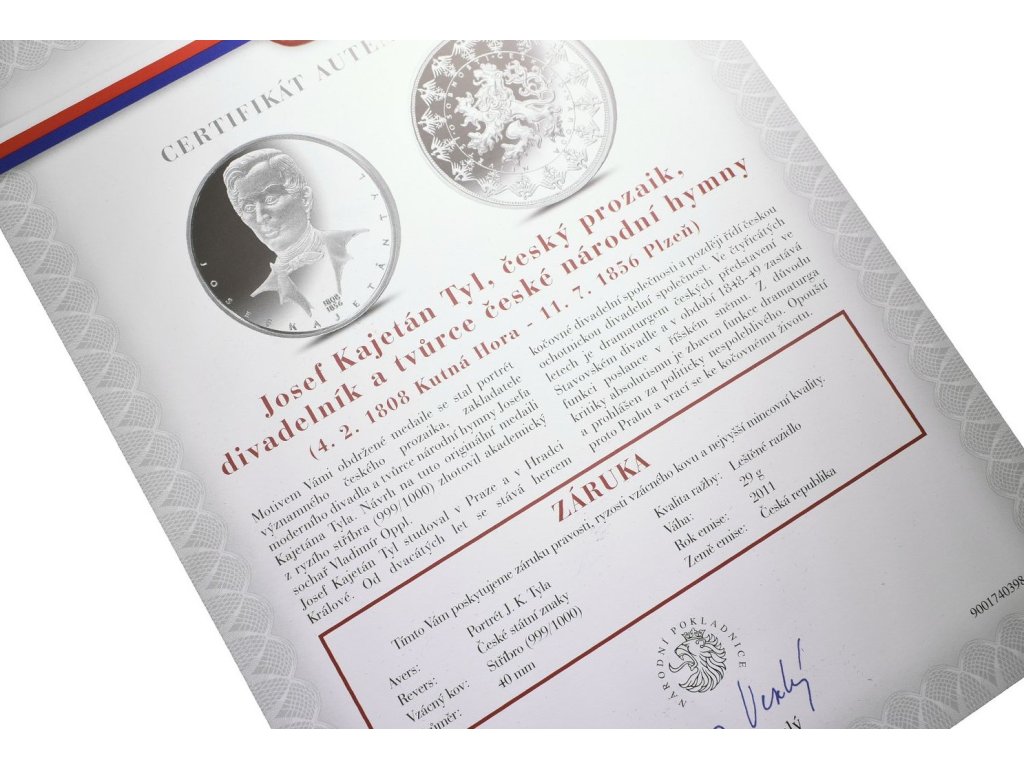 CERTIFIKÁT
JOSEF KAJETÁN TYL
1808
1856
Josef Kajetán Tyl, český prozaik,
divadelník a tvůrce české národní hymny
(4. 2. 1808 Kutná Hora - 11. 7. 1856 Plzeň)
Motivem Vámi obdržené medaile se stal portrét
významného českého prozaika, zakladatele
moderního divadla a tvůrce národní hymny Josefa
Kajetána Tyla. Návrh na tuto originální medaili
z ryzího stříbra (999/1000) zhotovil akademický
sochař Vladimír Oppl.
Josef Kajetán Tyl studoval v Praze a v Hradci
Králové. Od dvacátých let se stává hercem
kočovné divadelní společnosti a později řídí českou
ochotnickou divadelní společnost. Ve čtyřicátých
letech je dramaturgem českých představení ve
Stavovském divadle a v období 1848-49 zastává
funkci poslance v říšském sněmu. Z důvodu
kritiky absolutismu je zbaven funkce dramaturga
a prohlášen za politicky nespolehlivého. Opouští
proto Prahu a vrací se ke kočovnému životu.
ZÁRUKA
Tímto Vám poskytujeme záruku pravosti, ryzosti vzácného kovu a nejvyšší mincovní kvality.
Avers: Portrét J. K. Tyla
Revers: České státní znaky
Vzácný kov: Stříbro (999/1000)
40 mm
Kvalita ražby: Leštěné razidlo
Váha: 29 g
Rok emise: 2011
Země emise: Česká republika
NÁRODNÍ POKLADNICE
900174039